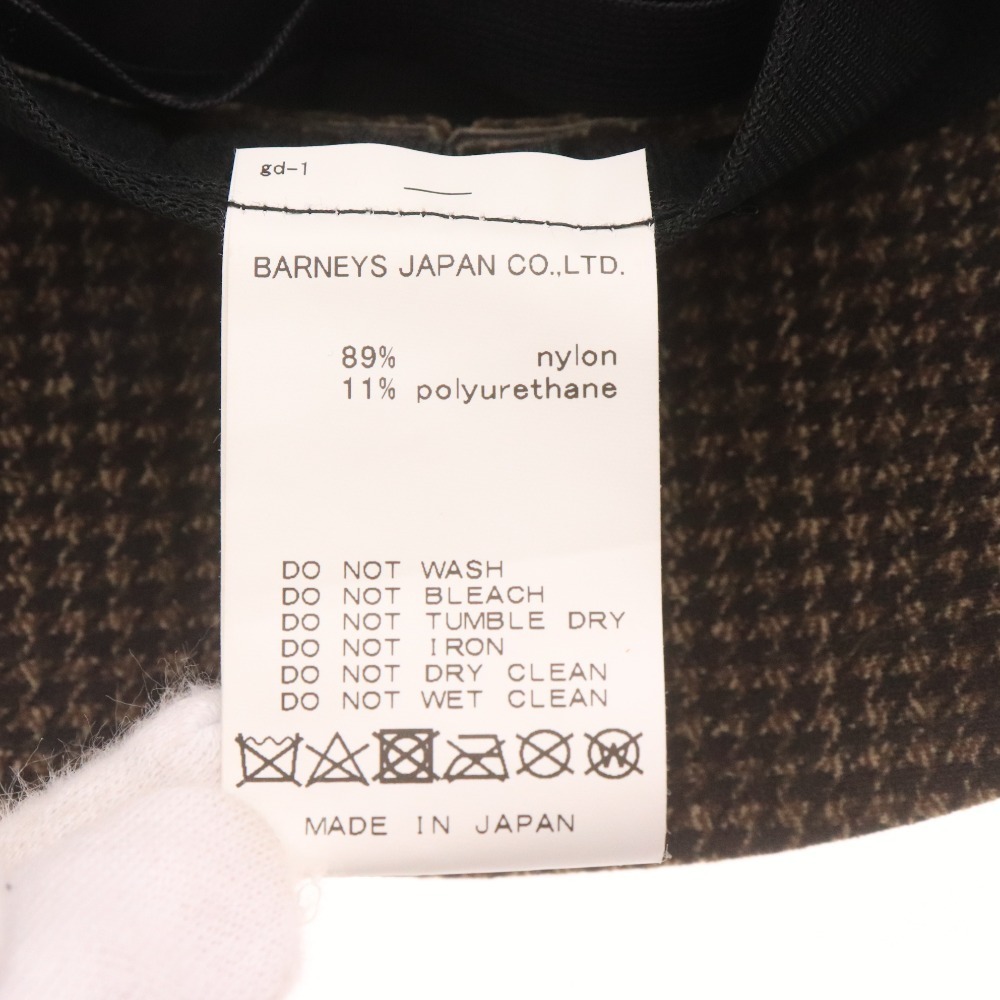 gd-1
BARNEYS JAPAN CO.,LTD.
89% nylon
11% polyurethane
DO NOT WASH
DO NOT BLEACH
DO NOT TUMBLE DRY
DO NOT IRON
DO NOT DRY CLEAN
DO NOT WET CLEAN
W
MADE IN JAPAN